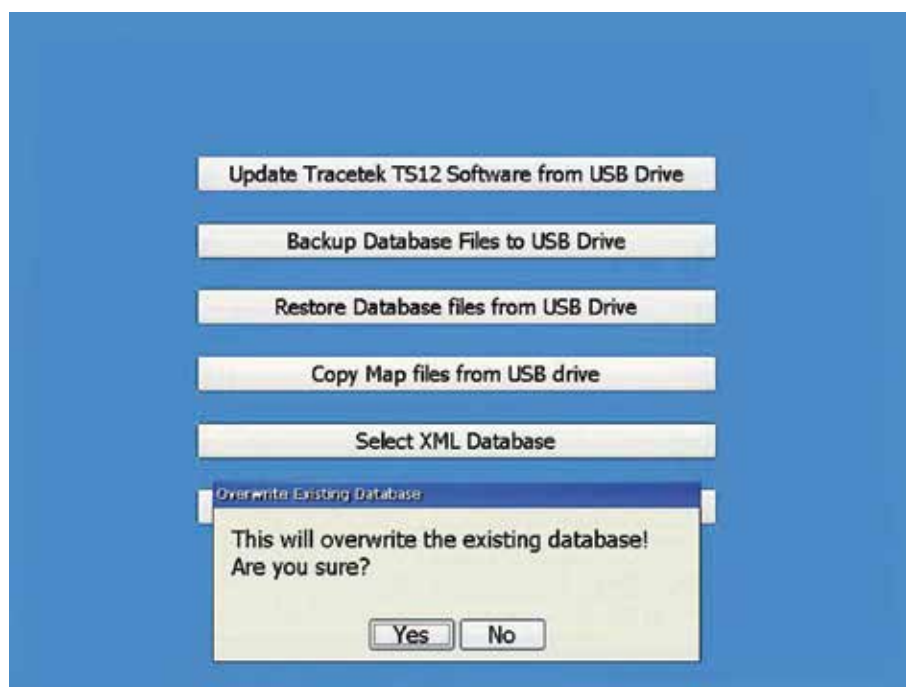 Update Tracetek TS12 Software from USB Drive
Backup Database Files to USB Drive
Restore Database files from USB Drive
Copy Map files from USB drive
Select XML Database
Overwrite Existing Database
This will overwrite the existing database!
Are you sure?
Yes No